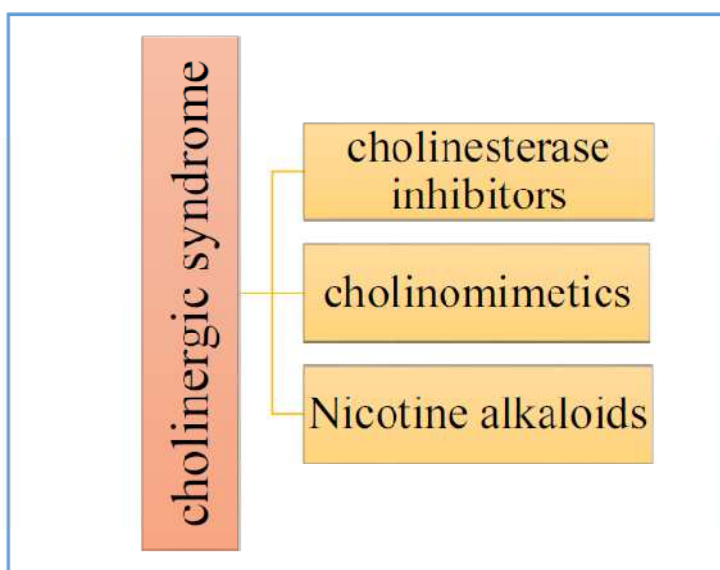 cholinergic syndrome
cholinesterase
inhibitors
cholinomimetics
Nicotine alkaloids